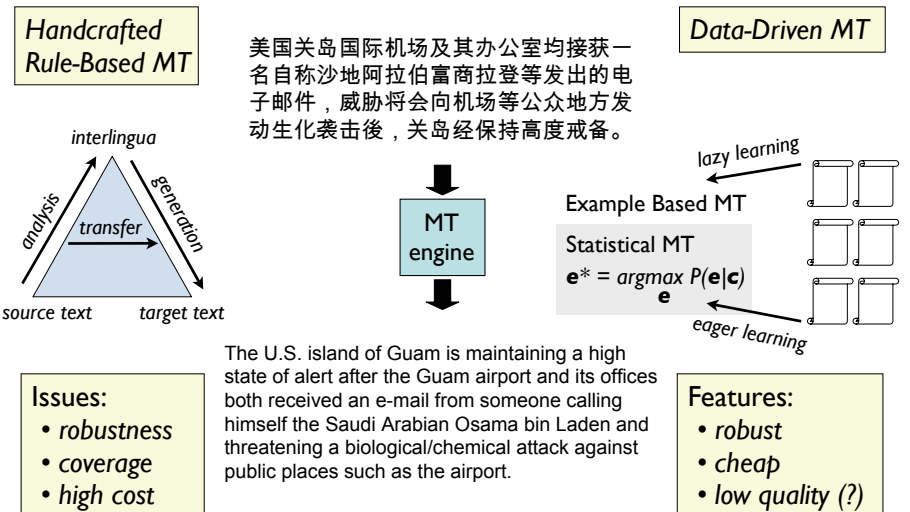 Handcrafted
Rule-Based MT
美国关岛国际机场及其办公室均接获一
名自称沙地阿拉伯富商拉登等发出的电
子邮件，威胁将会向机场等公众地方发
动生化袭击後，关岛经保持高度戒备。
Data-Driven MT
interlingua
analysis
generation
transfer
source text
target text
MT
engine
lazy learning
Example Based MT
Statistical MT
e* = argmax P(e|c)
e
eager learning
The U.S. island of Guam is maintaining a high
state of alert after the Guam airport and its offices
both received an e-mail from someone calling
himself the Saudi Arabian Osama bin Laden and
threatening a biological/chemical attack against
public places such as the airport.
Issues:
• robustness
• coverage
• high cost
Features:
• robust
• cheap
• low quality (?)